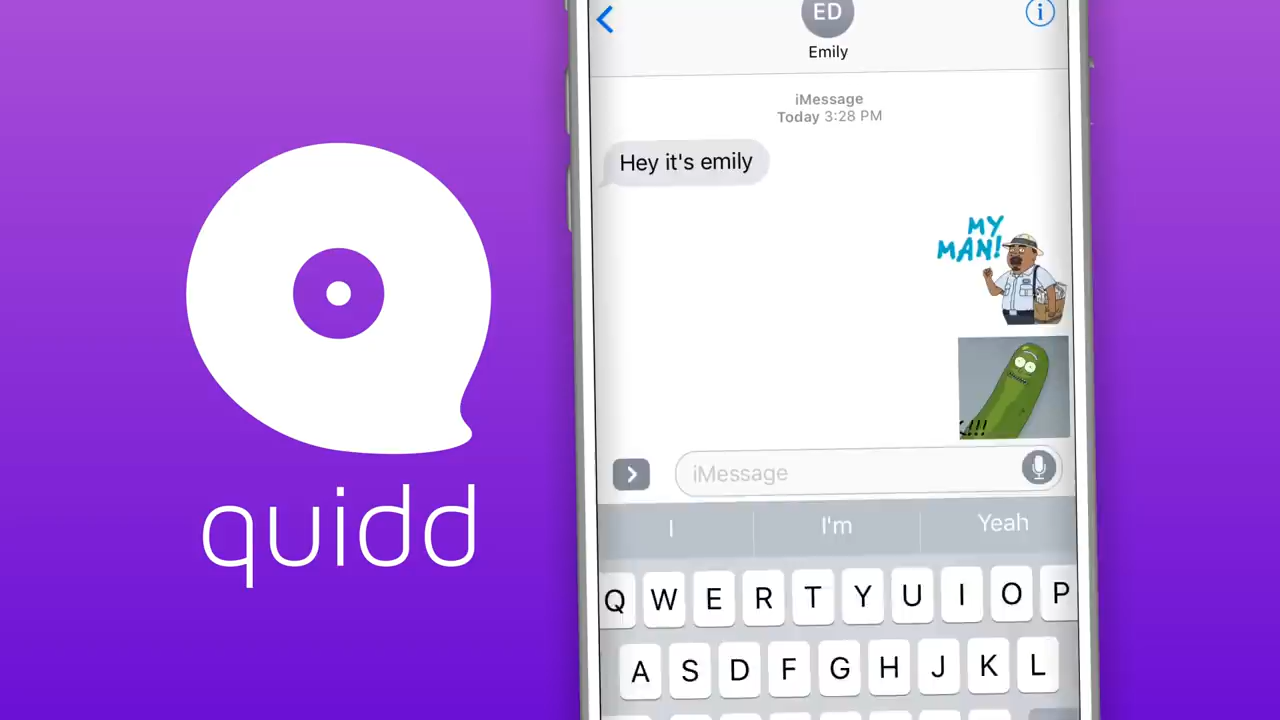 quidd
ED
Emily
iMessage
Today 3:28 PM
Hey it's emily
MY
MAN!
!!!
iMessage
I
I'm
Yeah
Q W E R T Y U I O P
A S D F G H J K L